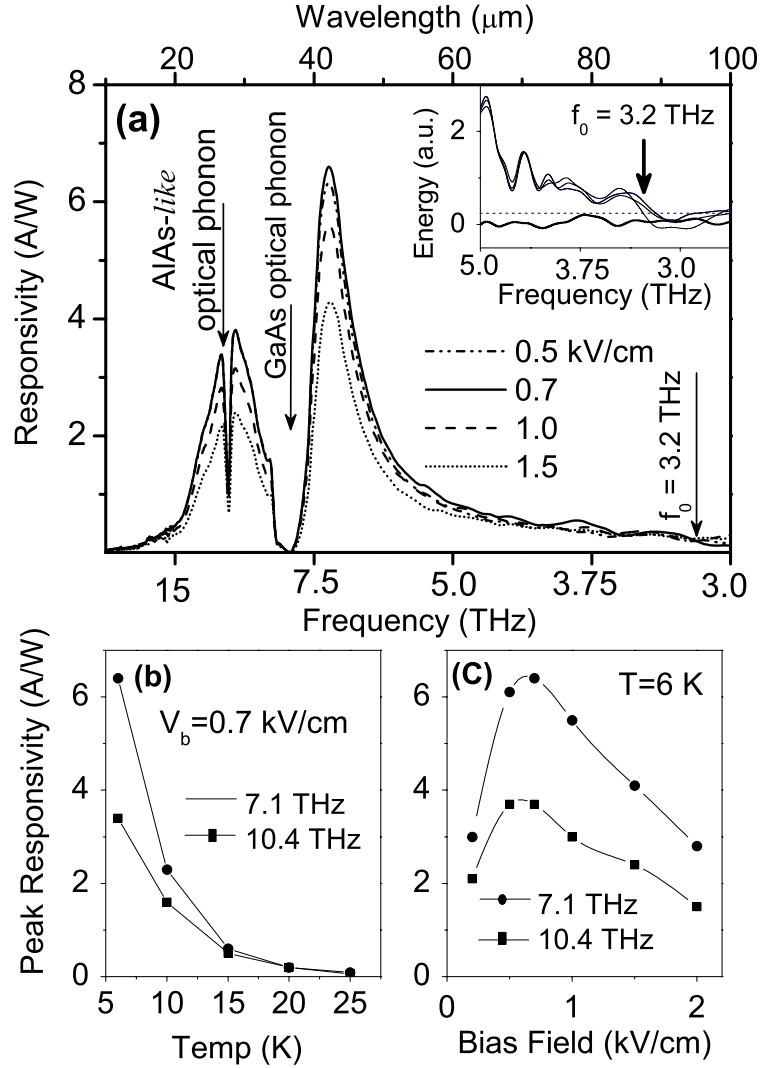 Wavelength (μm)
20 40 60 80 100
8
6
4
2
Responsivity (A/W)
(a)
AlAs-like
optical phonon
GaAs optical phonon
f0 = 3.2 THz
2
0
Energy (a.u.)
5.0 3.75 3.0
Frequency (THz)
0.5 kV/cm
0.7
1.0
1.5
f0 = 3.2 THz
15 7.5 5.0 3.75 3.0
Frequency (THz)
Peak Responsivity (A/W)
(b)
Vb=0.7 kV/cm
7.1 THz
10.4 THz
6
4
2
0
5 10 15 20 25
Temp (K)
(C)
T=6 K
7.1 THz
10.4 THz
6
4
2
0
0 1 2
Bias Field (kV/cm)